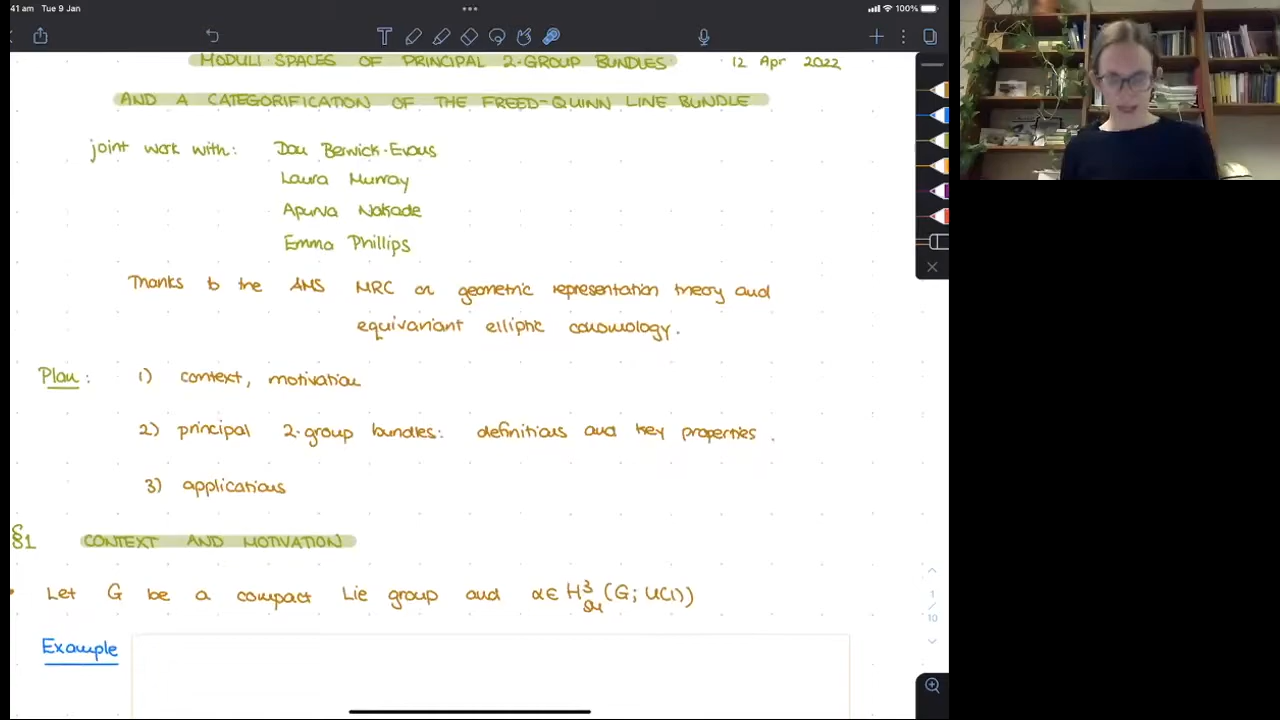 41 am Tue 9 Jan
100%
MODULI SPACES OF PRINCIPAL 2-GROUP BUNDLES 12 Apr 2022
AND A CATEGORIFICATION OF THE FREED-QUINN LINE BUNDLE
joint work with: Dan Berwick-Evans
Laura Murray
Apurva Nakade
Emma Phillips
Thanks to the AMS MRC on geometric representation theory and
equivariant elliptic cohomology.
Plan: 1) context, motivation
2) principal 2-group bundles: definitions and key properties.
3) applications
§1 CONTEXT AND MOTIVATION
Let G be a compact Lie group and α∈ H³(G; U(1))
Example
1
/
10